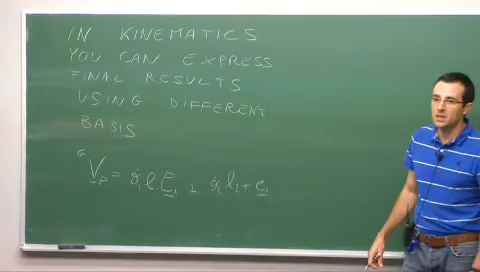 IN KINEMATICS
YOU CAN EXPRESS
FINAL RESULTS
USING DIFFERENT
BASIS